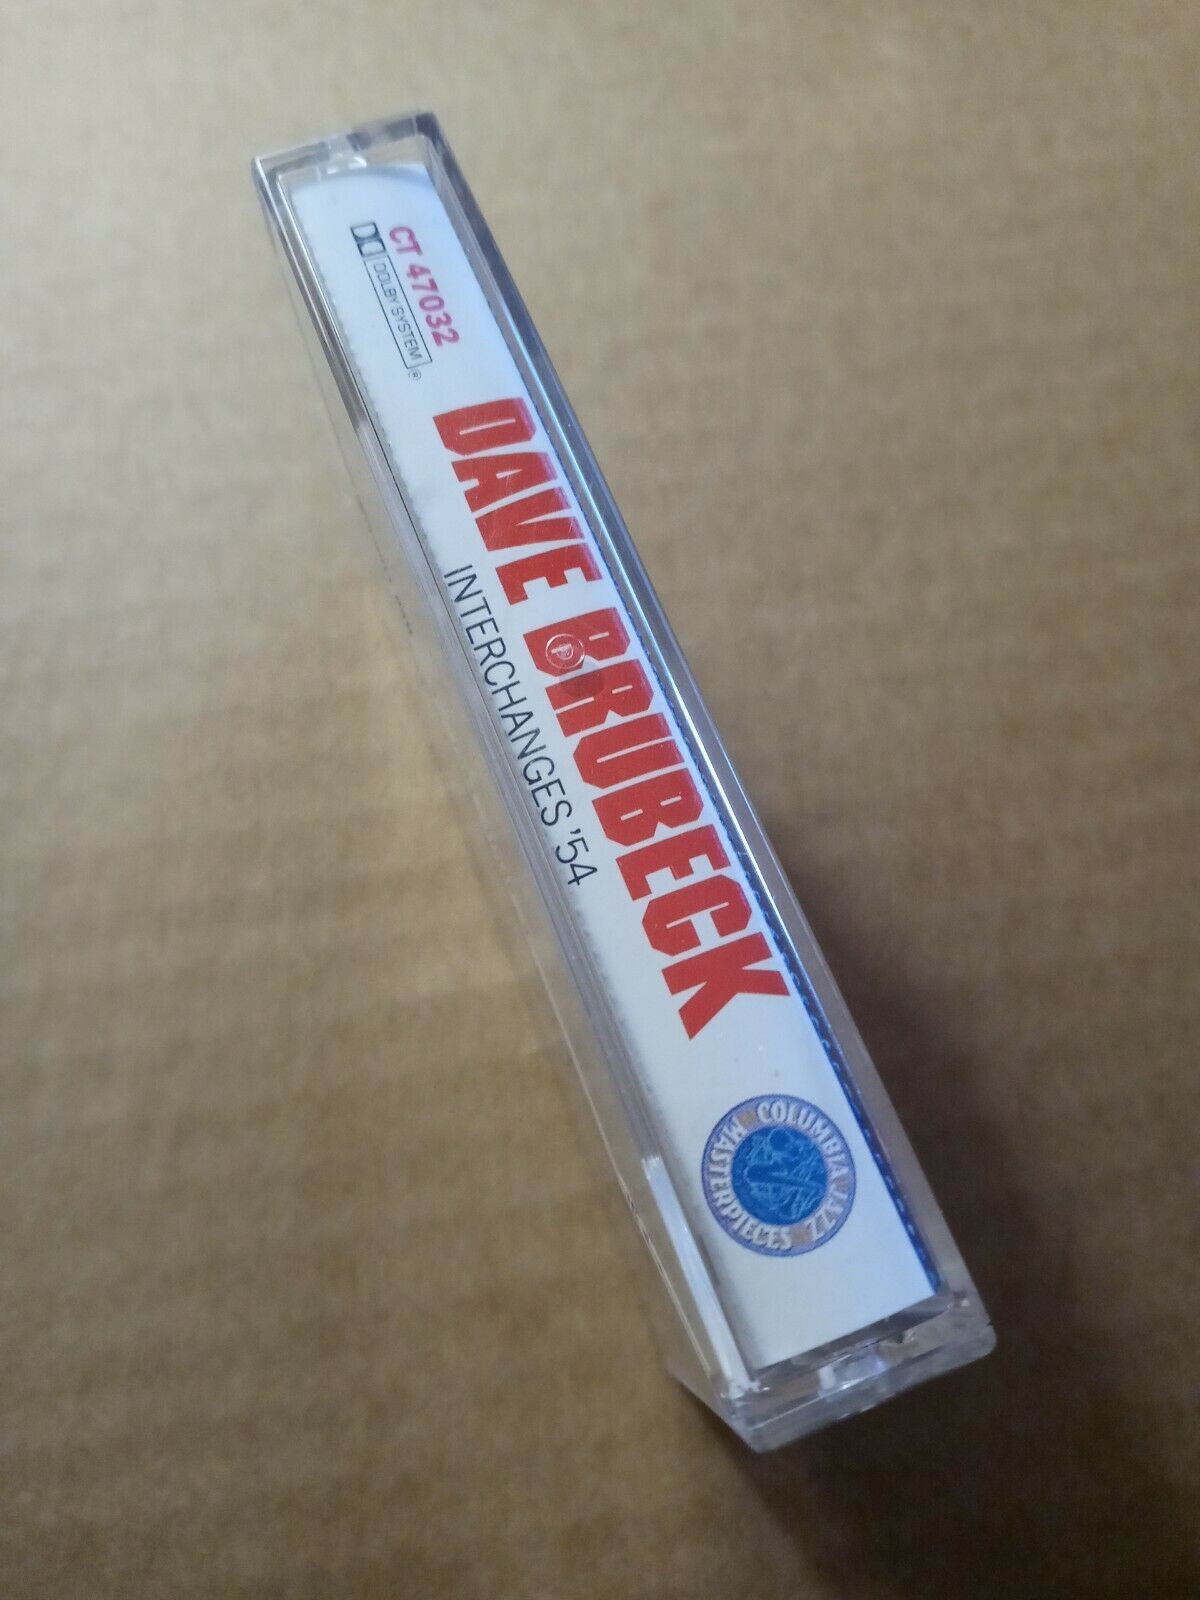 CT 47032
DOLBY SYSTEM ®
DAVE BRUBECK
P
INTERCHANGES '54
COLUMBIA JAZZ
MASTERPIECES